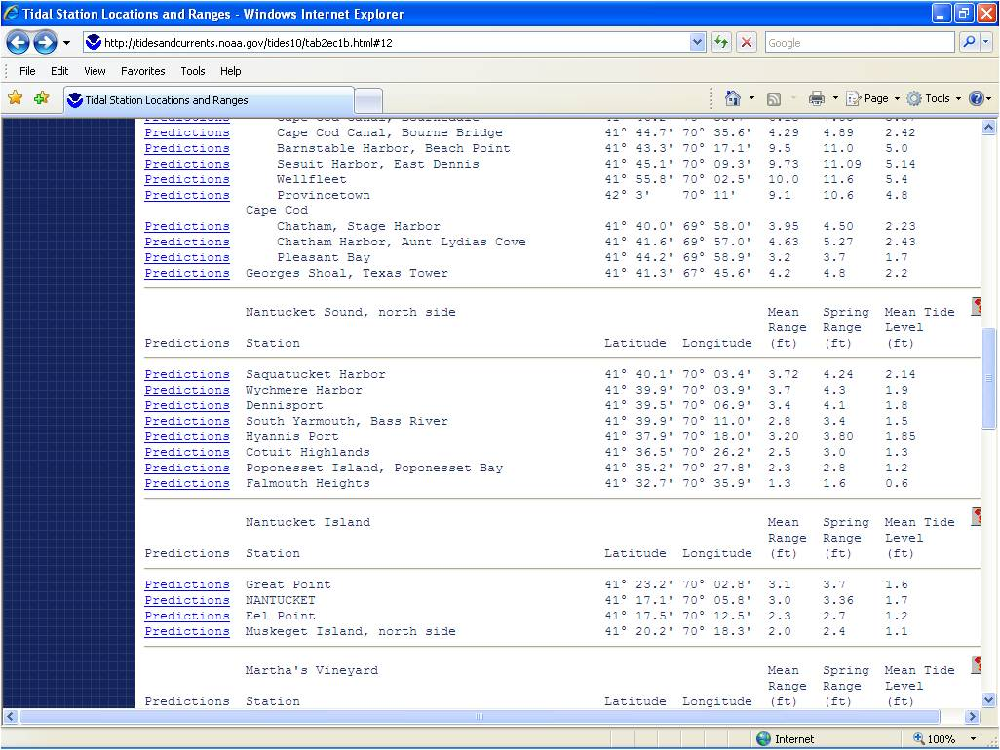 Tidal Station Locations and Ranges - Windows Internet Explorer
http://tidesandcurrents.noaa.gov/tides10/tab2ec1b.html#12
Google
File Edit View Favorites Tools Help
Tidal Station Locations and Ranges
Page Tools
Predictions Cape Cod Canal, Bournedale
Predictions Cape Cod Canal, Bourne Bridge 41° 44.7' 70° 35.6' 4.29 4.89 2.42
Predictions Barnstable Harbor, Beach Point 41° 43.3' 70° 17.1' 9.5 11.0 5.0
Predictions Sesuit Harbor, East Dennis 41° 45.1' 70° 09.3' 9.73 11.09 5.14
Predictions Wellfleet 41° 55.8' 70° 02.5' 10.0 11.6 5.4
Predictions Provincetown 42° 3' 70° 11' 9.1 10.6 4.8
Cape Cod
Predictions Chatham, Stage Harbor 41° 40.0' 69° 58.0' 3.95 4.50 2.23
Predictions Chatham Harbor, Aunt Lydias Cove 41° 41.6' 69° 57.0' 4.63 5.27 2.43
Predictions Pleasant Bay 41° 44.2' 69° 58.9' 3.2 3.7 1.7
Predictions Georges Shoal, Texas Tower 41° 41.3' 67° 45.6' 4.2 4.8 2.2
Nantucket Sound, north side Mean Spring Mean Tide
Range Range Level
Predictions Station Latitude Longitude (ft) (ft) (ft)
Predictions Saquatucket Harbor 41° 40.1' 70° 03.4' 3.72 4.24 2.14
Predictions Wychmere Harbor 41° 39.9' 70° 03.9' 3.7 4.3 1.9
Predictions Dennisport 41° 39.5' 70° 06.9' 3.4 4.1 1.8
Predictions South Yarmouth, Bass River 41° 39.9' 70° 11.0' 2.8 3.4 1.5
Predictions Hyannis Port 41° 37.9' 70° 18.0' 3.20 3.80 1.85
Predictions Cotuit Highlands 41° 36.5' 70° 26.2' 2.5 3.0 1.3
Predictions Poponesset Island, Poponesset Bay 41° 35.2' 70° 27.8' 2.3 2.8 1.2
Predictions Falmouth Heights 41° 32.7' 70° 35.9' 1.3 1.6 0.6
Nantucket Island Mean Spring Mean Tide
Range Range Level
Predictions Station Latitude Longitude (ft) (ft) (ft)
Predictions Great Point 41° 23.2' 70° 02.8' 3.1 3.7 1.6
Predictions NANTUCKET 41° 17.1' 70° 05.8' 3.0 3.36 1.7
Predictions Eel Point 41° 17.5' 70° 12.5' 2.3 2.7 1.2
Predictions Muskeget Island, north side 41° 20.2' 70° 18.3' 2.0 2.4 1.1
Martha's Vineyard Mean Spring Mean Tide
Range Range Level
Predictions Station Latitude Longitude (ft) (ft) (ft)
Internet 100%